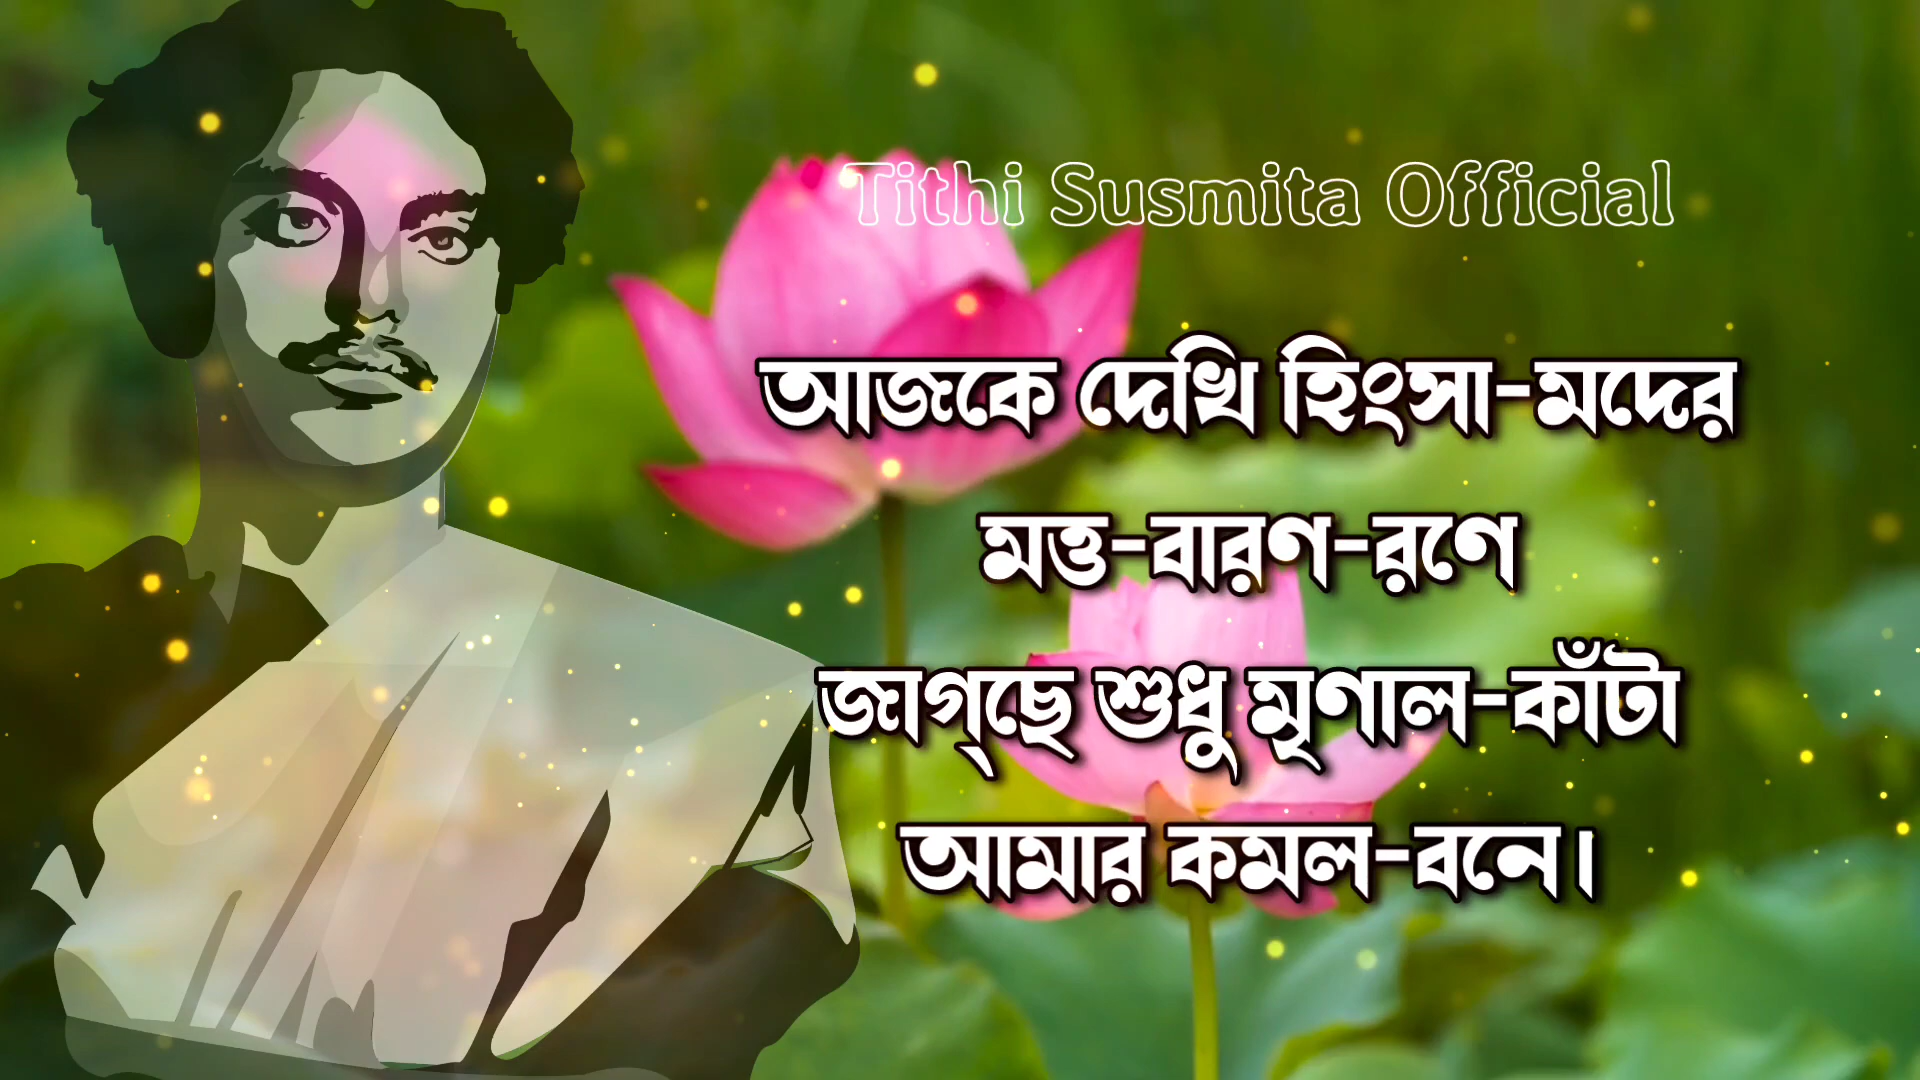 Tithi Susmita Official
আজকে দেখি হিংসা-মদের
মত্ত-বারণ-রণে
জাগ্‌ছে শুধু মৃণাল-কাঁটা
আমার কমল-বনে।